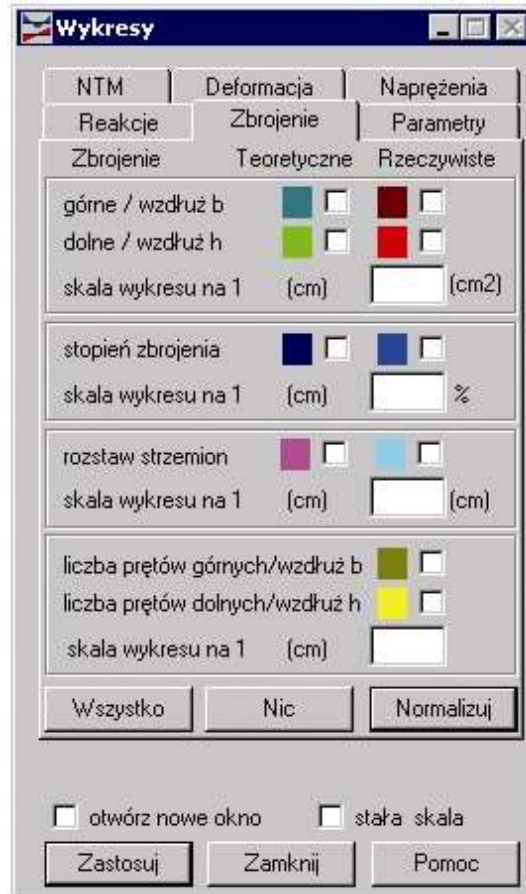 Wykresy
NTM Deformacja Naprężenia
Reakcje Zbrojenie Parametry
Zbrojenie Teoretyczne Rzeczywiste
górne / wzdłuż b
dolne / wzdłuż h
skala wykresu na 1 (cm) (cm2)
stopień zbrojenia
skala wykresu na 1 (cm) %
rozstaw strzemion
skala wykresu na 1 (cm) (cm)
liczba prętów górnych/wzdłuż b
liczba prętów dolnych/wzdłuż h
skala wykresu na 1 (cm)
Wszystko Nic Normalizuj
otwórz nowe okno stała skala
Zastosuj Zamknij Pomoc